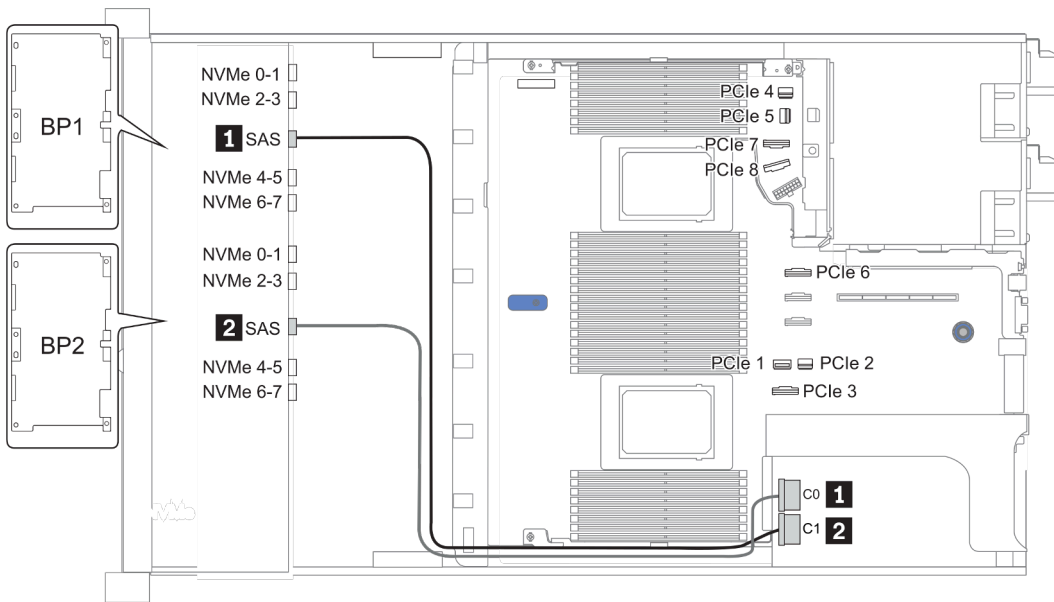 BP1
NVMe 0-1
NVMe 2-3
1 SAS
NVMe 4-5
NVMe 6-7
BP2
NVMe 0-1
NVMe 2-3
2 SAS
NVMe 4-5
NVMe 6-7
PCIe 4
PCIe 5
PCIe 7
PCIe 8
PCIe 6
PCIe 1
PCIe 2
PCIe 3
C0 1
C1 2